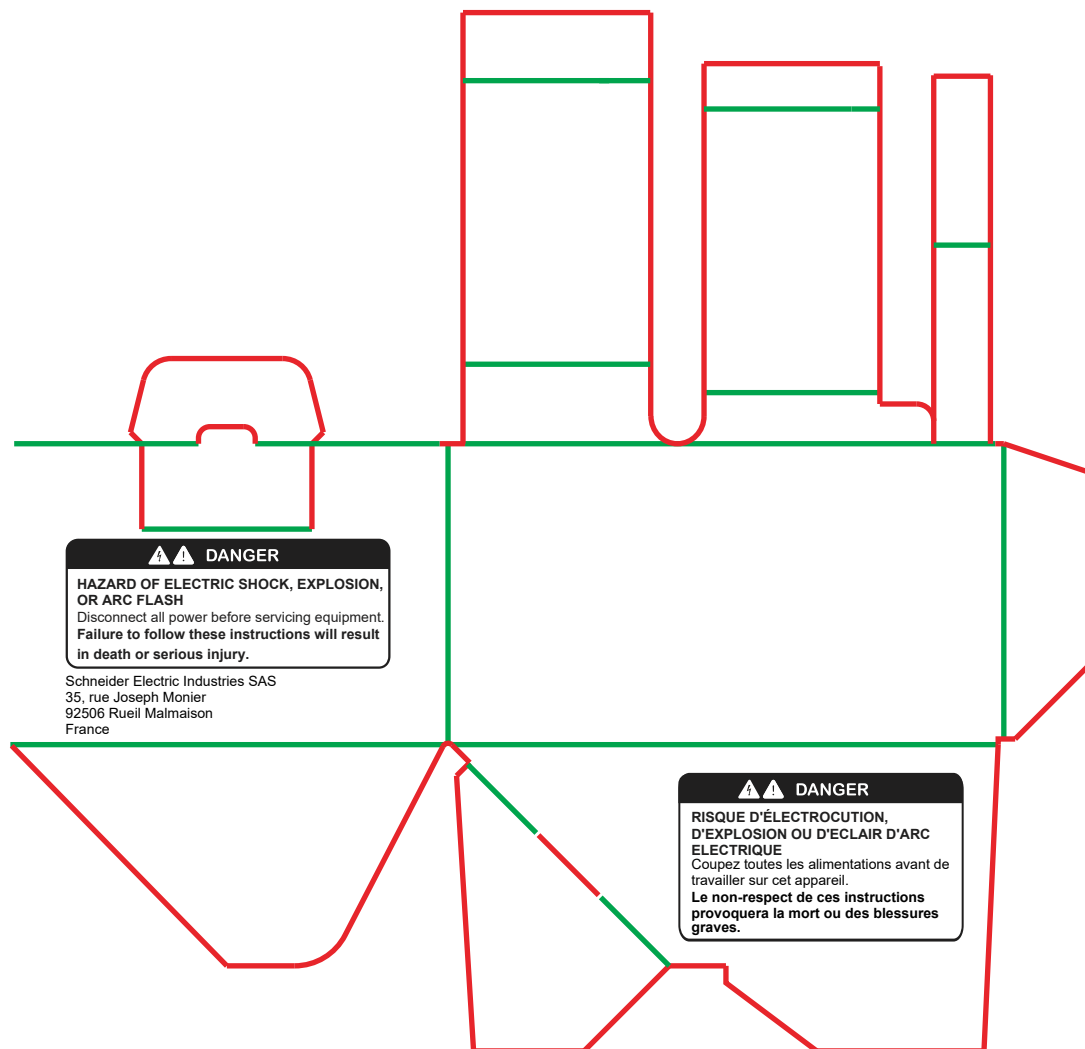 DANGER
HAZARD OF ELECTRIC SHOCK, EXPLOSION,
OR ARC FLASH
Disconnect all power before servicing equipment.
Failure to follow these instructions will result
in death or serious injury.
Schneider Electric Industries SAS
35, rue Joseph Monier
92506 Rueil Malmaison
France
DANGER
RISQUE D'ÉLECTROCUTION,
D'EXPLOSION OU D'ECLAIR D'ARC
ELECTRIQUE
Coupez toutes les alimentations avant de
travailler sur cet appareil.
Le non-respect de ces instructions
provoquera la mort ou des blessures
graves.